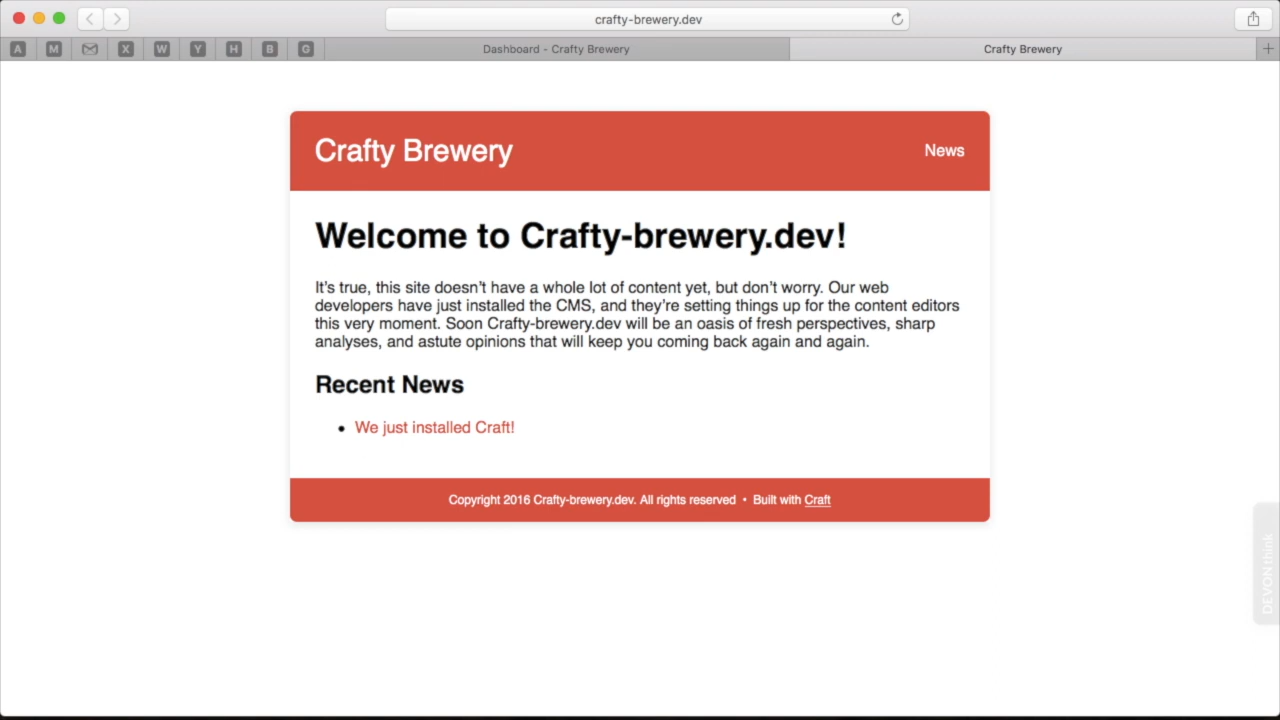 crafty-brewery.dev
A M X W Y H B G Dashboard - Crafty Brewery Crafty Brewery
Crafty Brewery News
Welcome to Crafty-brewery.dev!
It’s true, this site doesn’t have a whole lot of content yet, but don’t worry. Our web
developers have just installed the CMS, and they’re setting things up for the content editors
this very moment. Soon Crafty-brewery.dev will be an oasis of fresh perspectives, sharp
analyses, and astute opinions that will keep you coming back again and again.
Recent News
• We just installed Craft!
Copyright 2016 Crafty-brewery.dev. All rights reserved • Built with Craft
DEVONthink